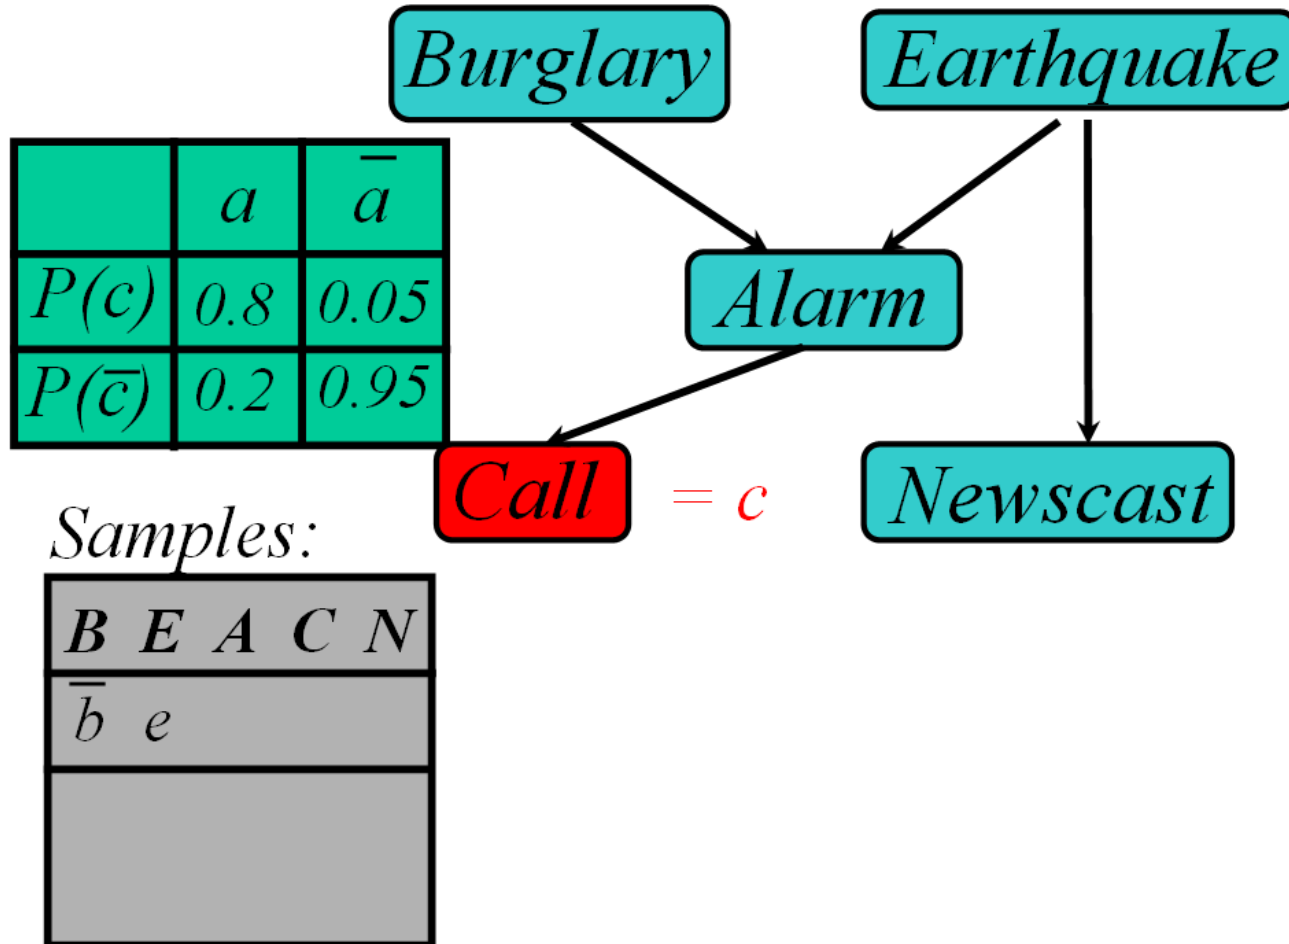 Burglary Earthquake
a a̅
Alarm
P(c) 0.8 0.05
P(c̅) 0.2 0.95
Call = c Newscast
Samples:
B E A C N
b̅ e